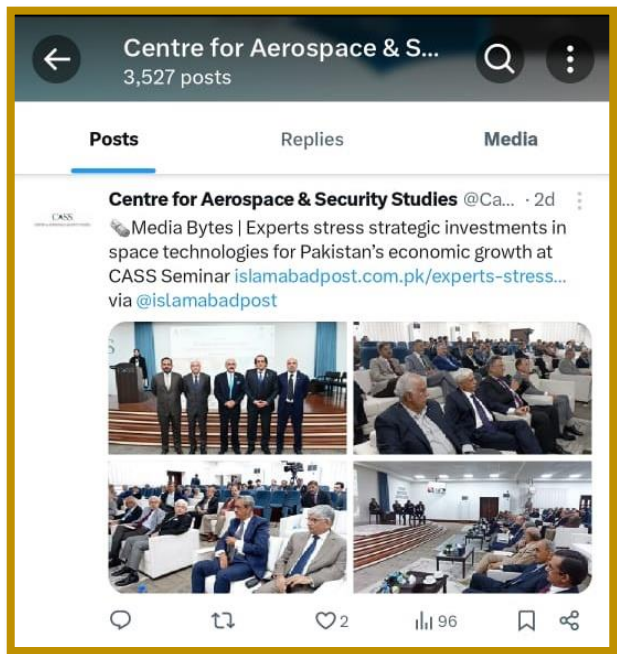 Centre for Aerospace & S...
3,527 posts
Posts
Replies
Media
Centre for Aerospace & Security Studies @Ca... · 2d
CASS
🗞️Media Bytes | Experts stress strategic investments in
space technologies for Pakistan's economic growth at
CASS Seminar islamabadpost.com.pk/experts-stress...
via @islamabadpost
CASS
2
96